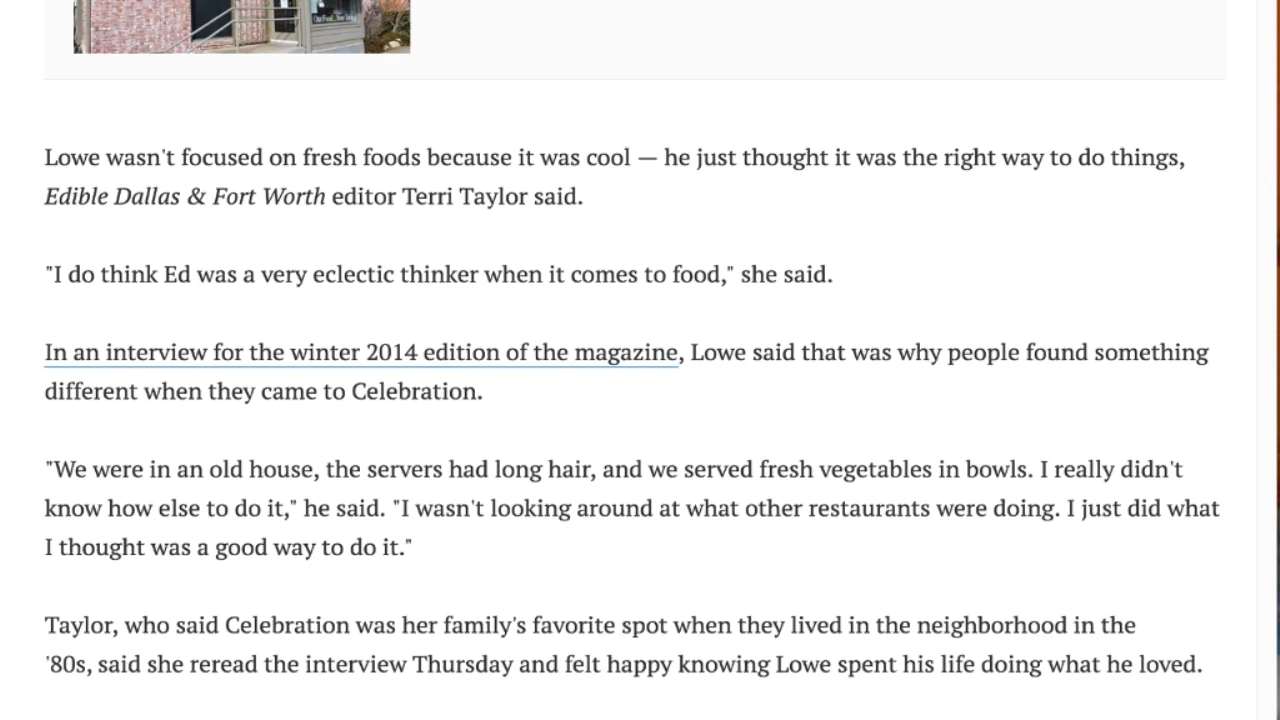 Lowe wasn't focused on fresh foods because it was cool — he just thought it was the right way to do things,
Edible Dallas & Fort Worth editor Terri Taylor said.
"I do think Ed was a very eclectic thinker when it comes to food," she said.
In an interview for the winter 2014 edition of the magazine, Lowe said that was why people found something
different when they came to Celebration.
"We were in an old house, the servers had long hair, and we served fresh vegetables in bowls. I really didn't
know how else to do it," he said. "I wasn't looking around at what other restaurants were doing. I just did what
I thought was a good way to do it."
Taylor, who said Celebration was her family's favorite spot when they lived in the neighborhood in the
'80s, said she reread the interview Thursday and felt happy knowing Lowe spent his life doing what he loved.